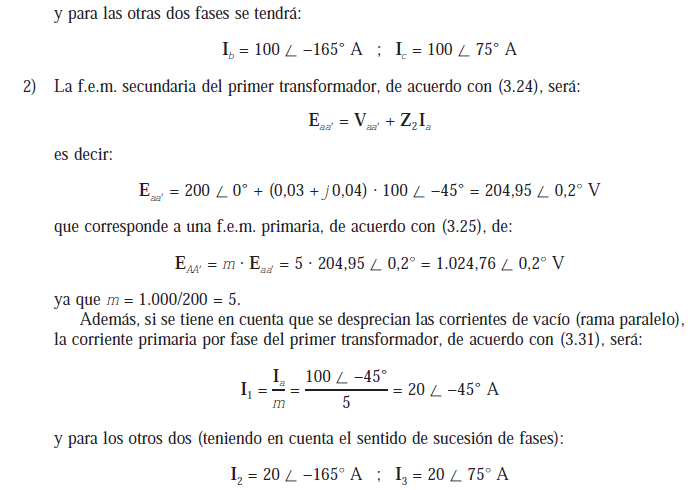 y para las otras dos fases se tendrá:
I_b = 100 ∠ −165° A ; I_c = 100 ∠ 75° A
2) La f.e.m. secundaria del primer transformador, de acuerdo con (3.24), será:
E_aa′ = V_aa′ + Z_2 I_a
es decir:
E_aa′ = 200 ∠ 0° + (0,03 + j 0,04) · 100 ∠ −45° = 204,95 ∠ 0,2° V
que corresponde a una f.e.m. primaria, de acuerdo con (3.25), de:
E_AA′ = m · E_aa′ = 5 · 204,95 ∠ 0,2° = 1.024,76 ∠ 0,2° V
ya que m = 1.000/200 = 5.
Además, si se tiene en cuenta que se desprecian las corrientes de vacío (rama paralelo),
la corriente primaria por fase del primer transformador, de acuerdo con (3.31), será:
I_1 = I_a / m = 100 ∠ −45° / 5 = 20 ∠ −45° A
y para los otros dos (teniendo en cuenta el sentido de sucesión de fases):
I_2 = 20 ∠ −165° A ; I_3 = 20 ∠ 75° A